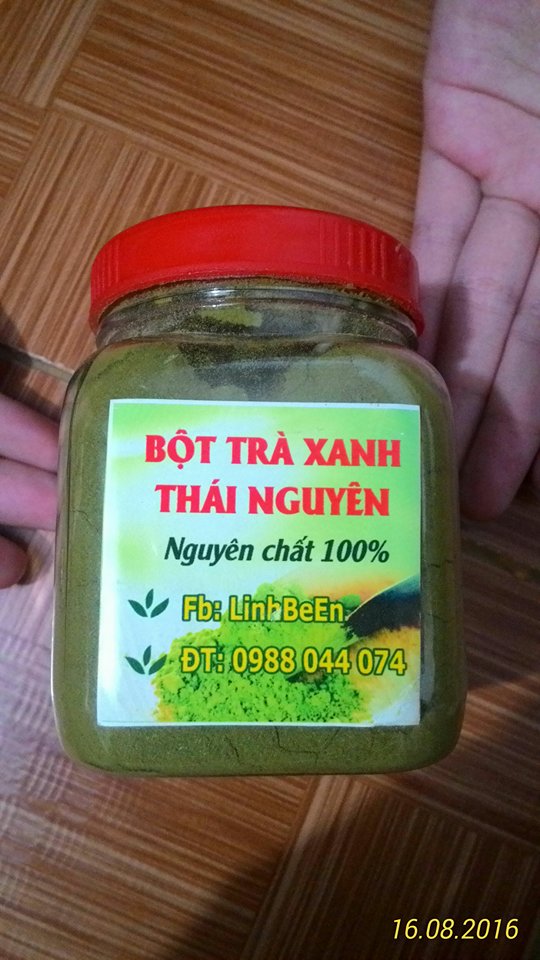 BỘT TRÀ XANH
THÁI NGUYÊN
Nguyên chất 100%
Fb: LinhBeEn.
ĐT: 0988 044 074
16.08.2016